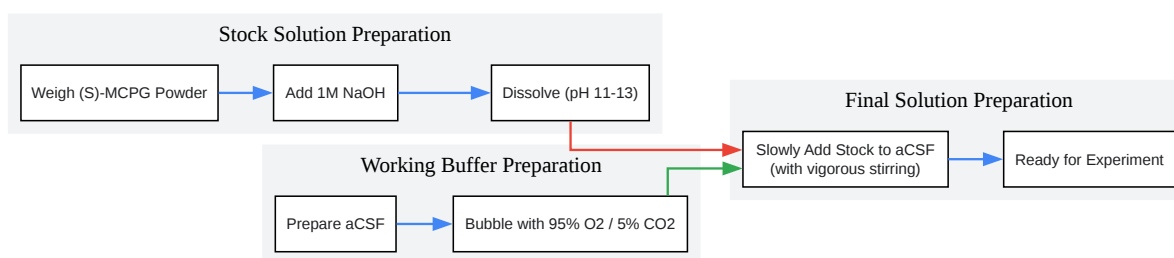 Stock Solution Preparation
Weigh (S)-MCPG Powder
Add 1M NaOH
Dissolve (pH 11-13)
Working Buffer Preparation
Prepare aCSF
Bubble with 95% O2 / 5% CO2
Final Solution Preparation
Slowly Add Stock to aCSF
(with vigorous stirring)
Ready for Experiment